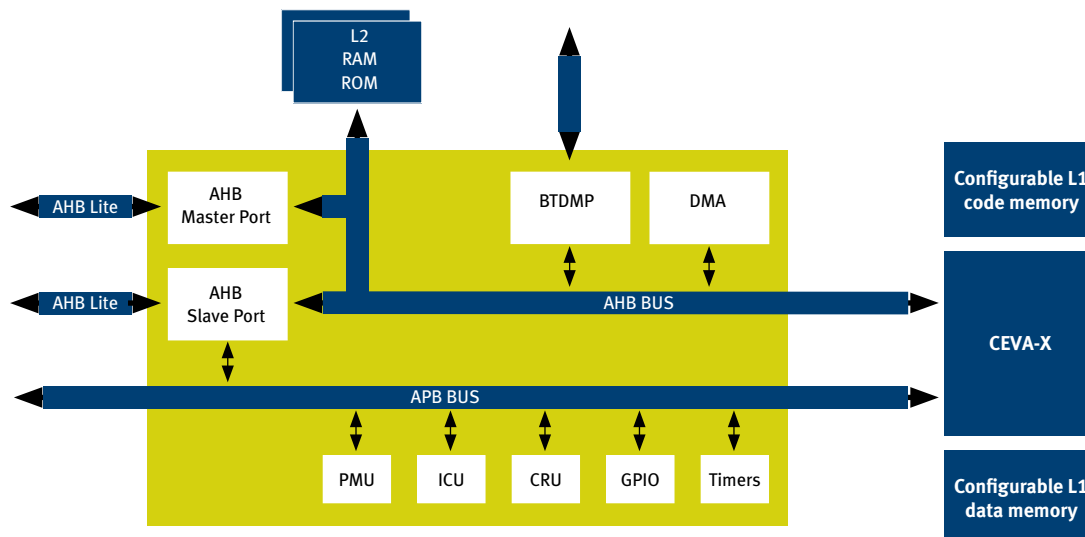 L2
RAM
ROM
AHB Lite
AHB
Master Port
BTDMP
DMA
Configurable L1
code memory
AHB Lite
AHB
Slave Port
AHB BUS
CEVA-X
APB BUS
PMU
ICU
CRU
GPIO
Timers
Configurable L1
data memory